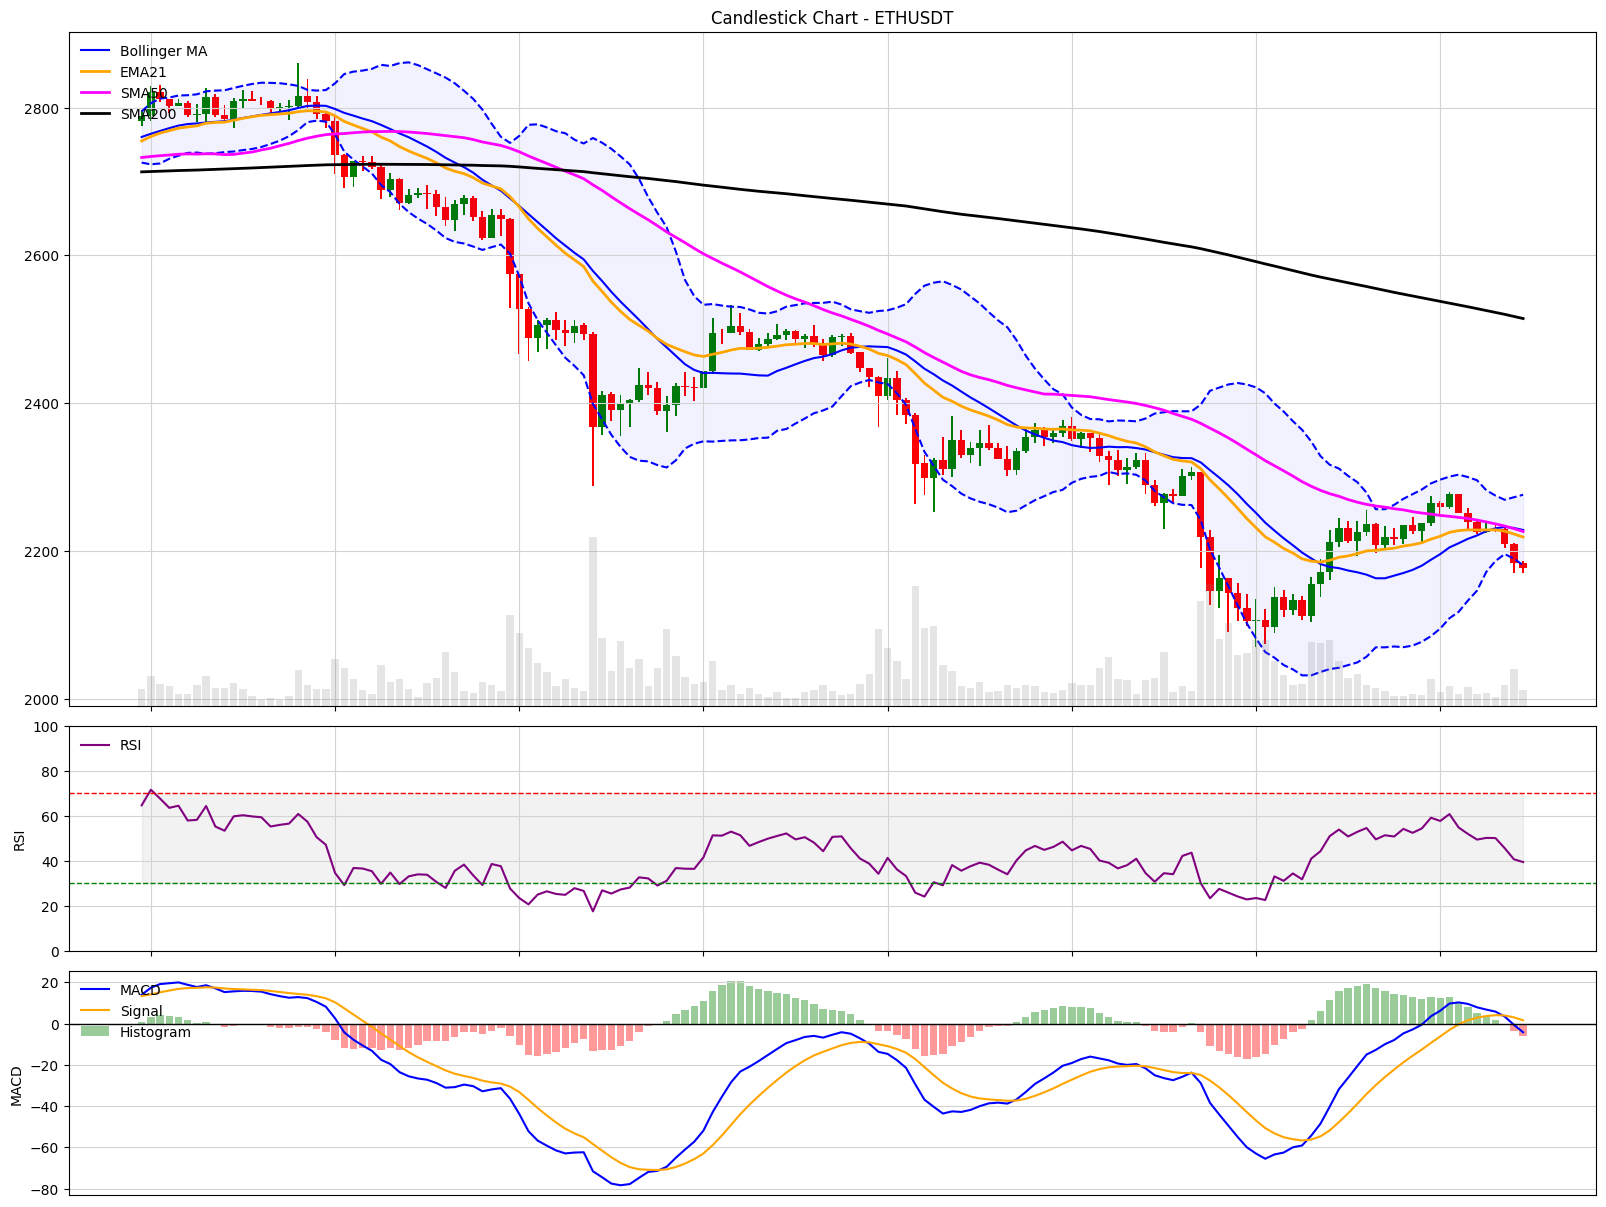 Candlestick Chart - ETHUSDT
Bollinger MA
EMA21
SMA50
SMA200
2800
2600
2400
2200
2000
100
80
60
40
20
0
RSI
RSI
20
0
−20
−40
−60
−80
MACD
MACD
Signal
Histogram